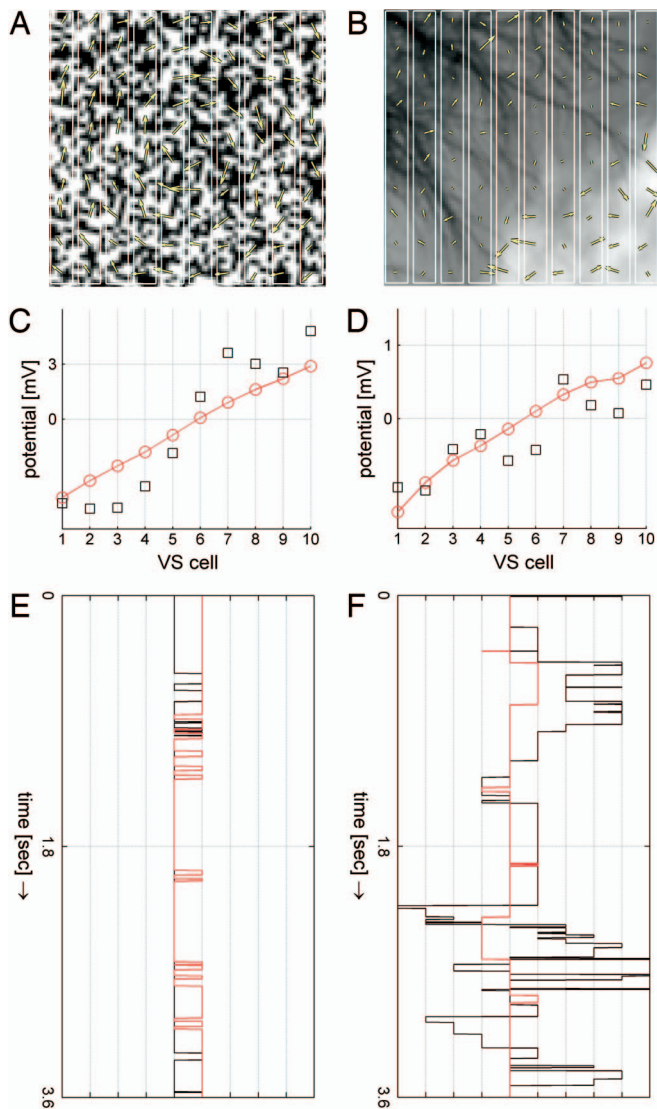 A
B
C
D
potential [mV]
3
0
1 2 3 4 5 6 7 8 9 10
VS cell
potential [mV]
1
0
1 2 3 4 5 6 7 8 9 10
VS cell
E
F
0
1.8
3.6
time [sec] →
0
1.8
3.6
time [sec] →